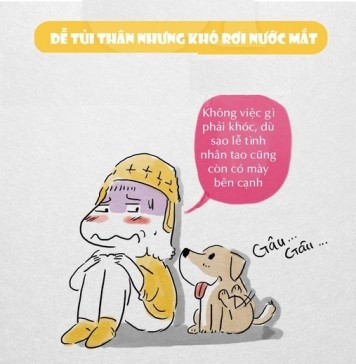 DỄ TỦI THÂN NHƯNG KHÓ RƠI NƯỚC MẮT
Không việc gì
phải khóc, dù
sao lễ tình
nhân tao cũng
còn có mày
bên cạnh
Gâu...
Gâu...